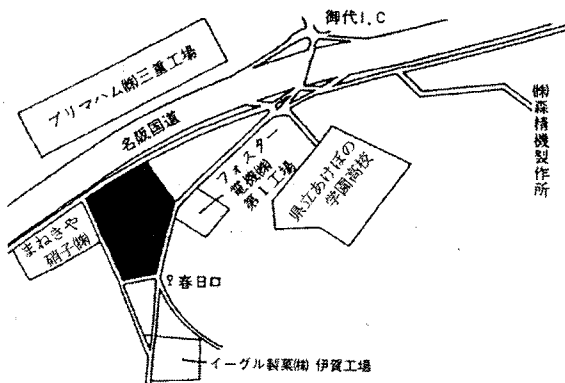 御代I.C
プリマハム㈱三重工場
名阪国道
㈱森精機製作所
フォスター
電機㈱
第1工場
県立あけぼの
学園高校
まねきや
硝子㈱
春日口
イーグル製菓㈱ 伊賀工場